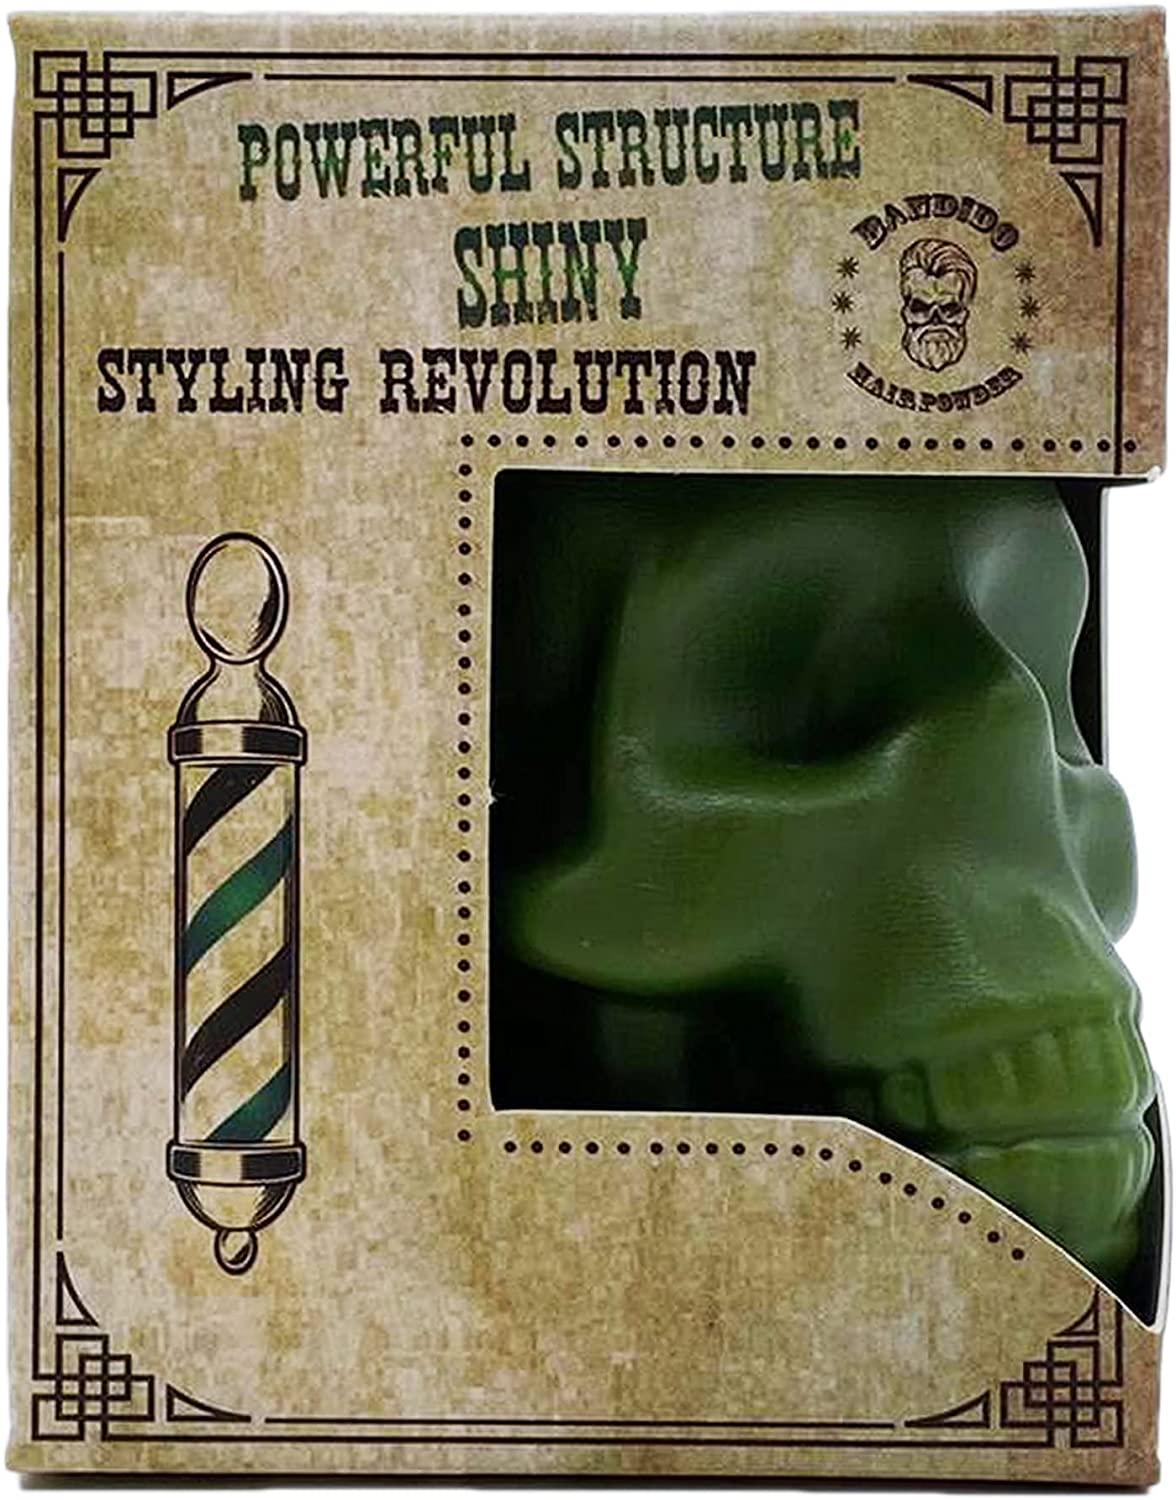 POWERFUL STRUCTURE
SHINY
STYLING REVOLUTION
BANDIDO
HAIR POWDER